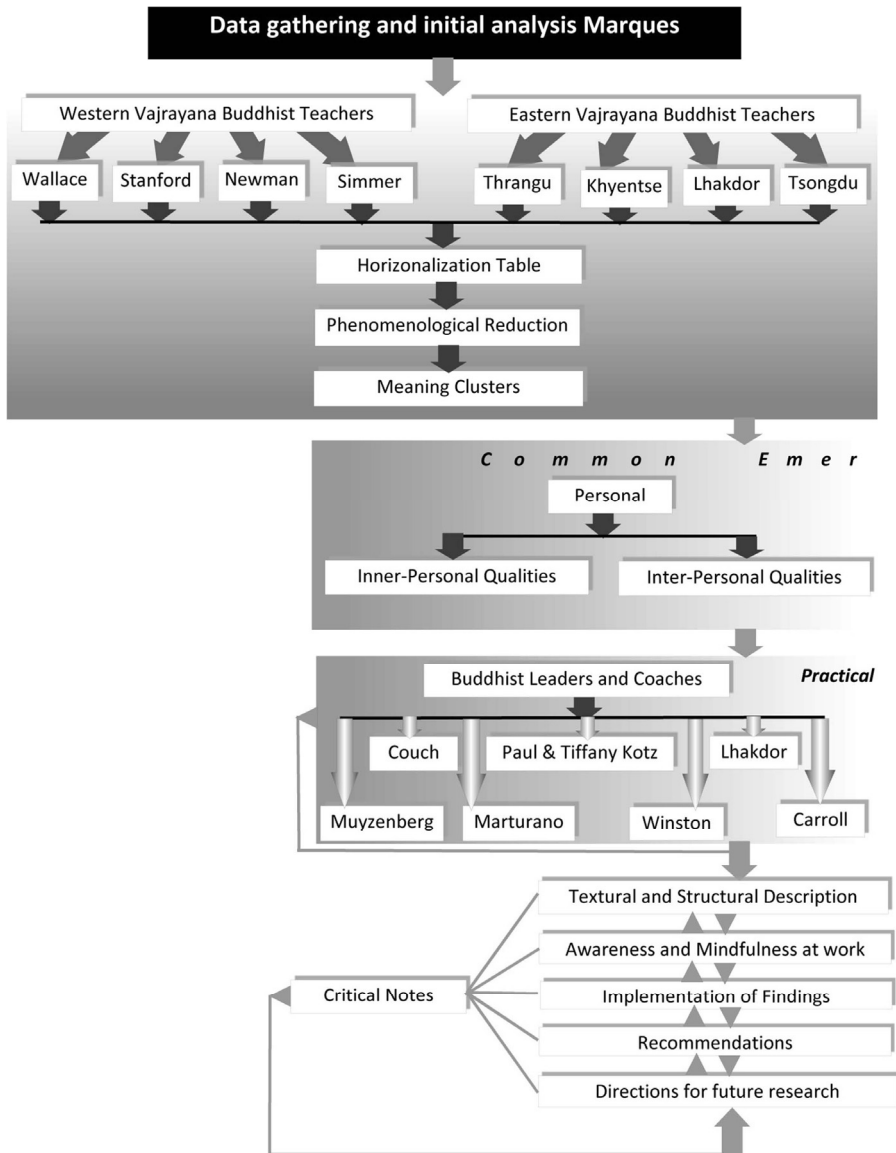 Data gathering and initial analysis Marques
Western Vajrayana Buddhist Teachers
Eastern Vajrayana Buddhist Teachers
Wallace
Stanford
Newman
Simmer
Thrangu
Khyentse
Lhakdor
Tsongdu
Horizonalization Table
Phenomenological Reduction
Meaning Clusters
Common Emer
Personal
Inner-Personal Qualities
Inter-Personal Qualities
Practical
Buddhist Leaders and Coaches
Couch
Paul & Tiffany Kotz
Lhakdor
Muyzenberg
Marturano
Winston
Carroll
Textural and Structural Description
Awareness and Mindfulness at work
Critical Notes
Implementation of Findings
Recommendations
Directions for future research